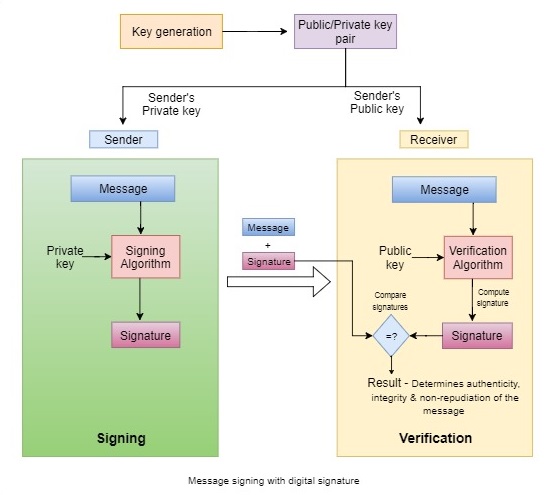 Key generation
Public/Private key
pair
Sender's
Private key
Sender's
Public key
Sender
Receiver
Message
Private
key
Signing
Algorithm
Signature
Signing
Message
+
Signature
Message
Public
key
Verification
Algorithm
Compute
signature
Compare
signatures
=?
Signature
Result - Determines authenticity,
integrity & non-repudiation of the
message
Verification
Message signing with digital signature